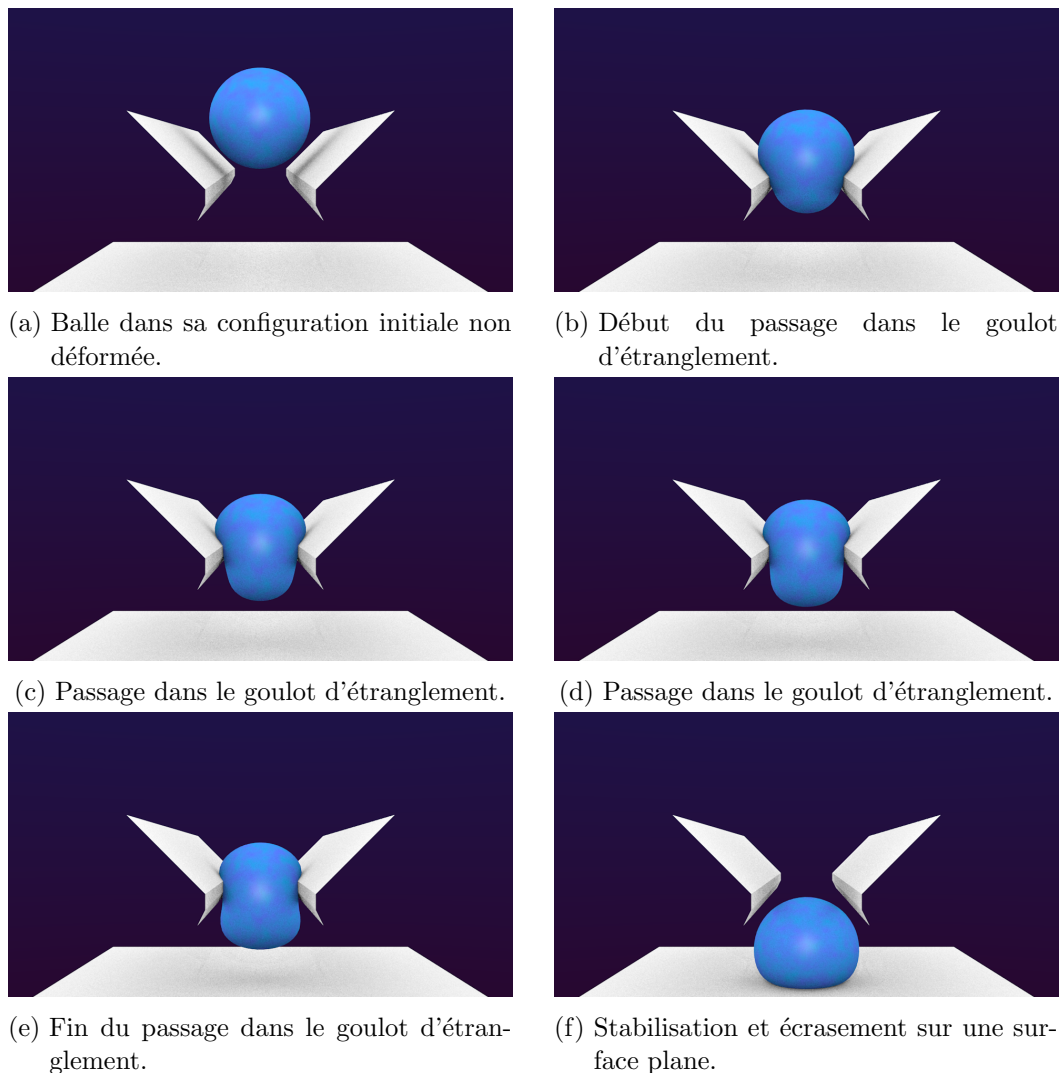 (a) Balle dans sa configuration initiale non
déformée.
(b) Début du passage dans le goulot
d'étranglement.
(c) Passage dans le goulot d'étranglement.
(d) Passage dans le goulot d'étranglement.
(e) Fin du passage dans le goulot d'étran-
glement.
(f) Stabilisation et écrasement sur une sur-
face plane.